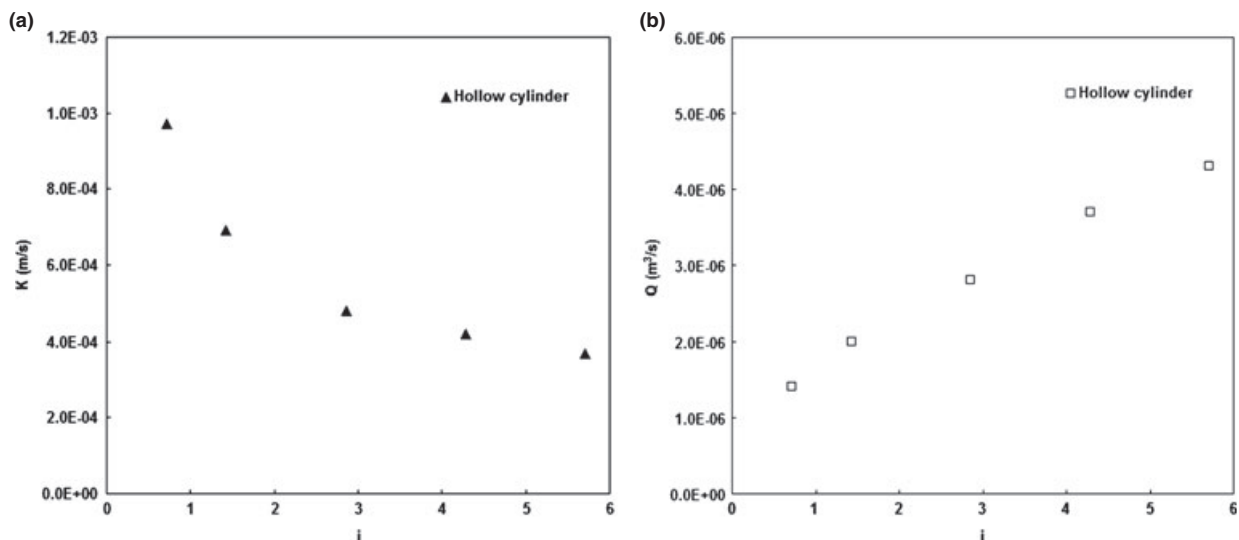 (a)
1.2E-03
1.0E-03
8.0E-04
6.0E-04
4.0E-04
2.0E-04
0.0E+00
K (m/s)
Hollow cylinder
0 1 2 3 4 5 6
i
(b)
6.0E-06
5.0E-06
4.0E-06
3.0E-06
2.0E-06
1.0E-06
0.0E+00
Q (m³/s)
Hollow cylinder
0 1 2 3 4 5 6
i